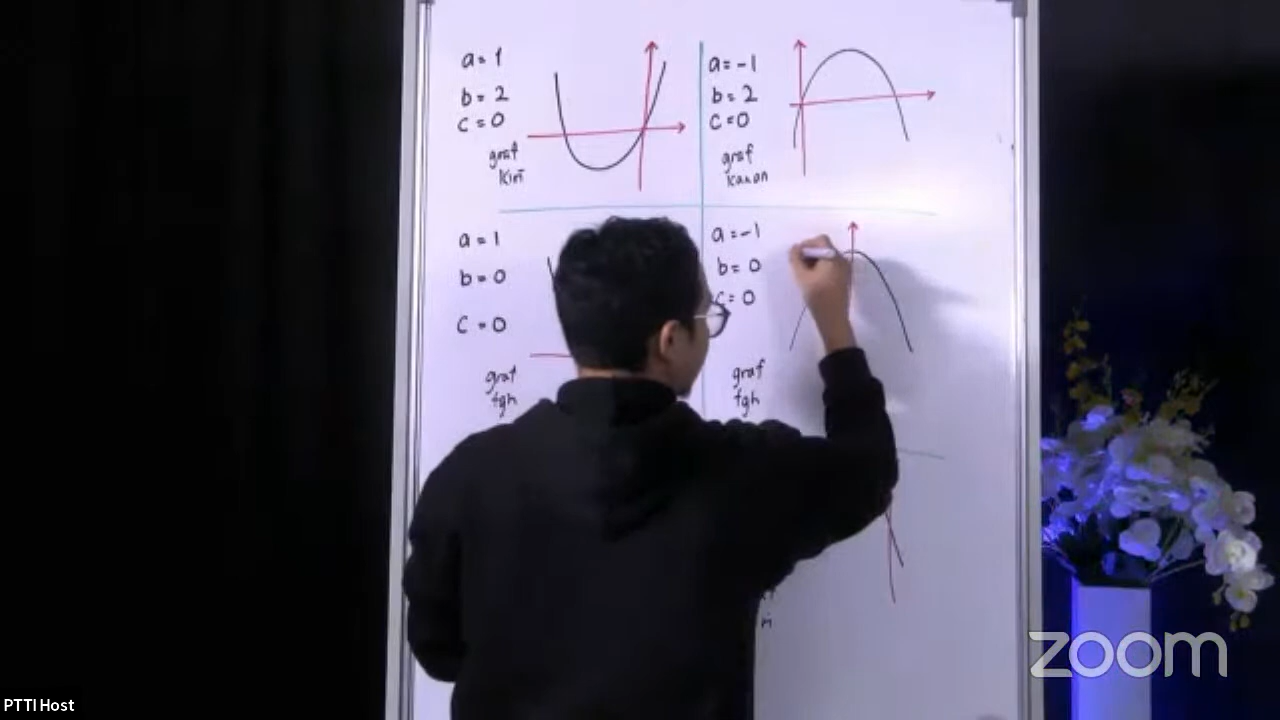 a = 1
b = 2
c = 0
graf
kiri
a = -1
b = 2
c = 0
graf
kanan
a = 1
b = 0
c = 0
graf
tgh
a = -1
b = 0
c = 0
graf
tgh
zoom
PTTI Host